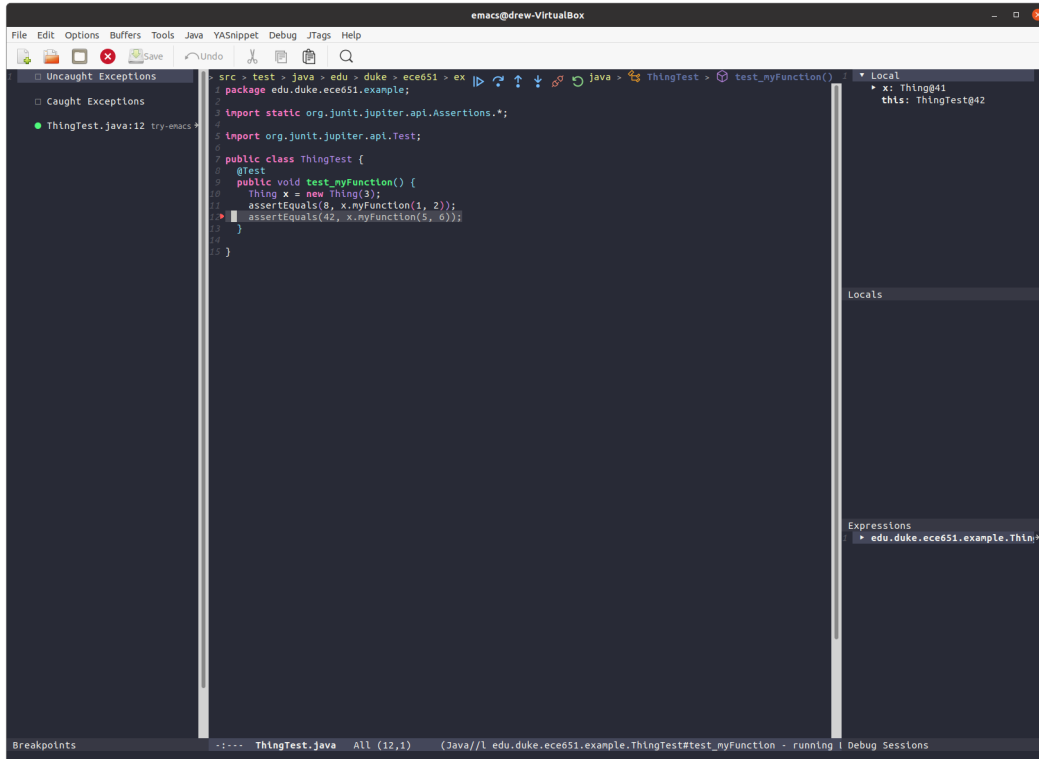 emacs@drew-VirtualBox
File Edit Options Buffers Tools Java YASnippet Debug JTags Help
Save Undo
1 Uncaught Exceptions
Caught Exceptions
ThingTest.java:12 try-emacs
> src > test > java > edu > duke > ece651 > ex java > ThingTest > test_myFunction()
1 package edu.duke.ece651.example;
2
3 import static org.junit.jupiter.api.Assertions.*;
4
5 import org.junit.jupiter.api.Test;
6
7 public class ThingTest {
8 @Test
9 public void test_myFunction() {
10 Thing x = new Thing(3);
11 assertEquals(8, x.myFunction(1, 2));
12 assertEquals(42, x.myFunction(5, 6));
13 }
14
15 }
1 ▾ Local
▸ x: Thing@41
this: ThingTest@42
Locals
Expressions
1 ▸ edu.duke.ece651.example.Thin
Breakpoints
-:--- ThingTest.java All (12,1) (Java//l edu.duke.ece651.example.ThingTest#test_myFunction - running
Debug Sessions